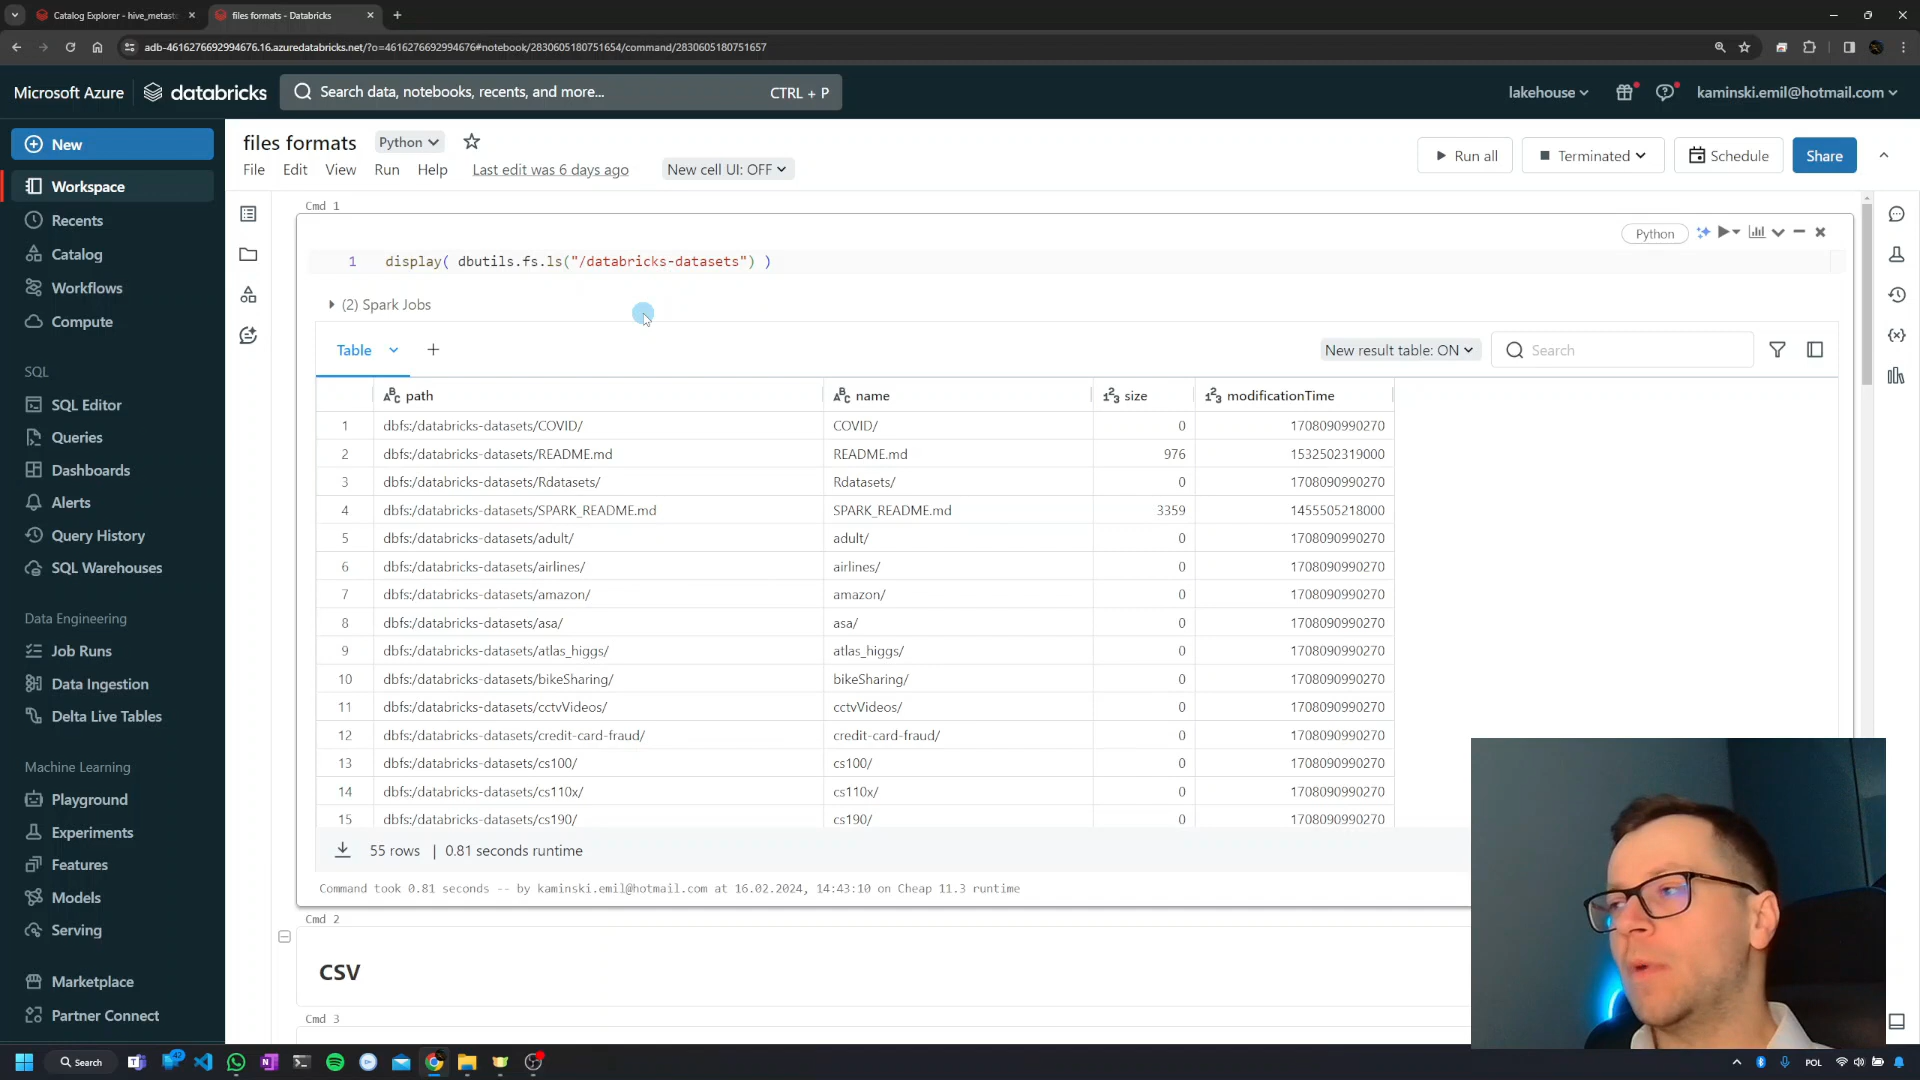 Catalog Explorer - hive_metast
files formats - Databricks
adb-4616276692994676.16.azuredatabricks.net/?o=4616276692994676#notebook/2830605180751654/command/2830605180751657
Microsoft Azure
databricks
Search data, notebooks, recents, and more...
CTRL + P
lakehouse
kaminski.emil@hotmail.com
New
Workspace
Recents
Catalog
Workflows
Compute
SQL
SQL Editor
Queries
Dashboards
Alerts
Query History
SQL Warehouses
Data Engineering
Job Runs
Data Ingestion
Delta Live Tables
Machine Learning
Playground
Experiments
Features
Models
Serving
Marketplace
Partner Connect
files formats
Python
File Edit View Run Help Last edit was 6 days ago New cell UI: OFF
Run all
Terminated
Schedule
Share
Cmd 1
Python
1 display( dbutils.fs.ls("/databricks-datasets") )
(2) Spark Jobs
Table
New result table: ON
Search
path name size modificationTime
1 dbfs:/databricks-datasets/COVID/ COVID/ 0 1708090990270
2 dbfs:/databricks-datasets/README.md README.md 976 1532502319000
3 dbfs:/databricks-datasets/Rdatasets/ Rdatasets/ 0 1708090990270
4 dbfs:/databricks-datasets/SPARK_README.md SPARK_README.md 3359 1455505218000
5 dbfs:/databricks-datasets/adult/ adult/ 0 1708090990270
6 dbfs:/databricks-datasets/airlines/ airlines/ 0 1708090990270
7 dbfs:/databricks-datasets/amazon/ amazon/ 0 1708090990270
8 dbfs:/databricks-datasets/asa/ asa/ 0 1708090990270
9 dbfs:/databricks-datasets/atlas_higgs/ atlas_higgs/ 0 1708090990270
10 dbfs:/databricks-datasets/bikeSharing/ bikeSharing/ 0 1708090990270
11 dbfs:/databricks-datasets/cctvVideos/ cctvVideos/ 0 1708090990270
12 dbfs:/databricks-datasets/credit-card-fraud/ credit-card-fraud/ 0 1708090990270
13 dbfs:/databricks-datasets/cs100/ cs100/ 0 1708090990270
14 dbfs:/databricks-datasets/cs110x/ cs110x/ 0 1708090990270
15 dbfs:/databricks-datasets/cs190/ cs190/ 0 1708090990270
55 rows | 0.81 seconds runtime
Command took 0.81 seconds -- by kaminski.emil@hotmail.com at 16.02.2024, 14:43:10 on Cheap 11.3 runtime
Cmd 2
CSV
Cmd 3
Search
POL